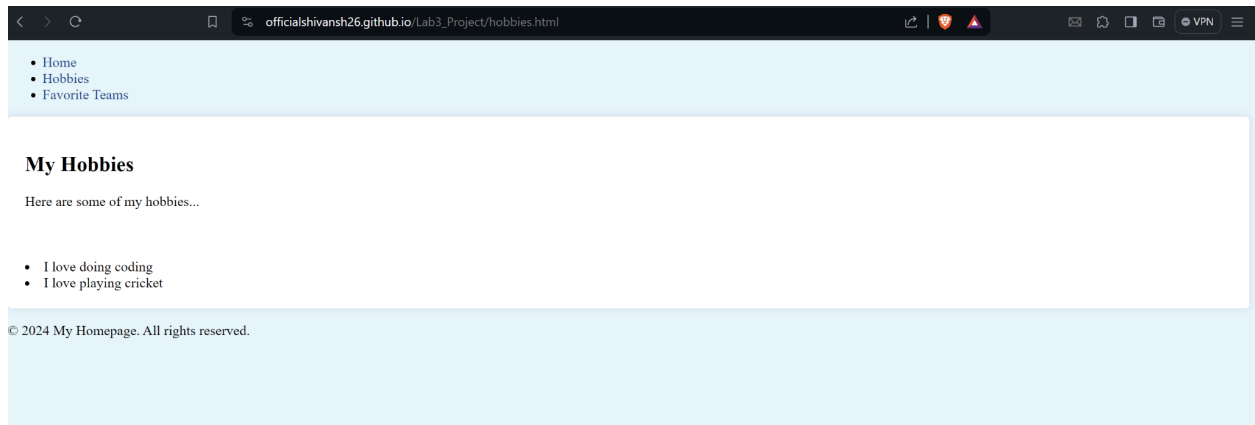 officialshivansh26.github.io/Lab3_Project/hobbies.html
VPN
Home
Hobbies
Favorite Teams
My Hobbies
Here are some of my hobbies...
I love doing coding
I love playing cricket
© 2024 My Homepage. All rights reserved.